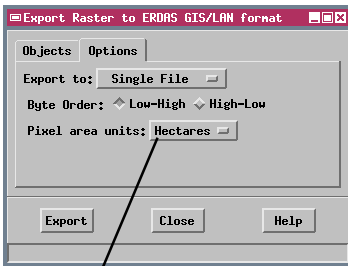 Export Raster to ERDAS GIS/LAN format
Objects Options
Export to: Single File
Byte Order: Low-High High-Low
Pixel area units: Hectares
Export Close Help